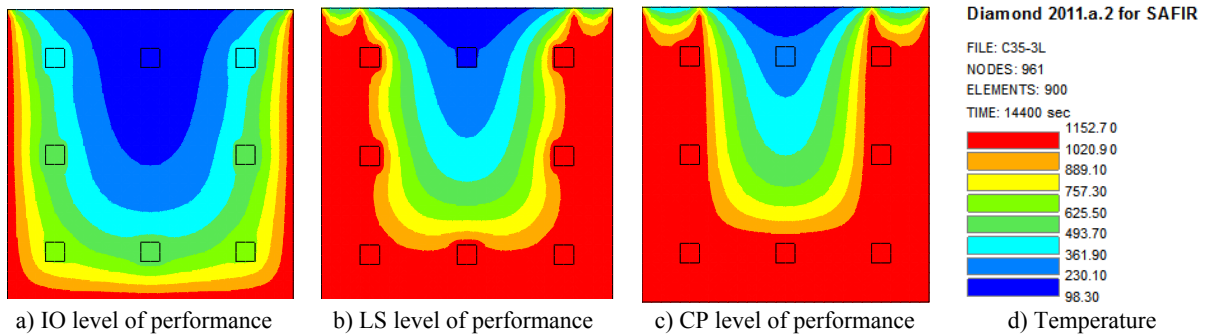 Diamond 2011.a.2 for SAFIR
FILE: C35-3L
NODES: 961
ELEMENTS: 900
TIME: 14400 sec
1152.70
1020.90
889.10
757.30
625.50
493.70
361.90
230.10
98.30
a) IO level of performance
b) LS level of performance
c) CP level of performance
d) Temperature